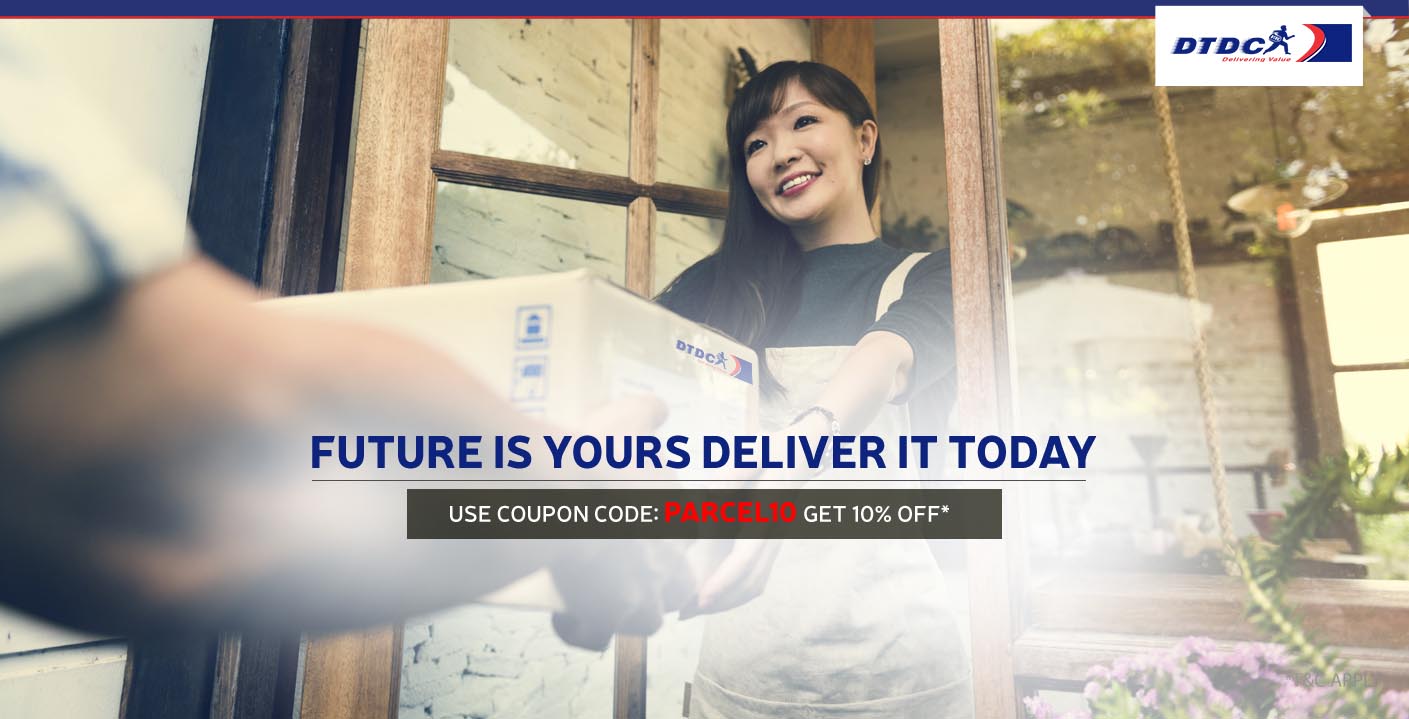 DTDC
Delivering Value
DTDC
FUTURE IS YOURS DELIVER IT TODAY
USE COUPON CODE: PARCEL10 GET 10% OFF*
*T&C APPLY